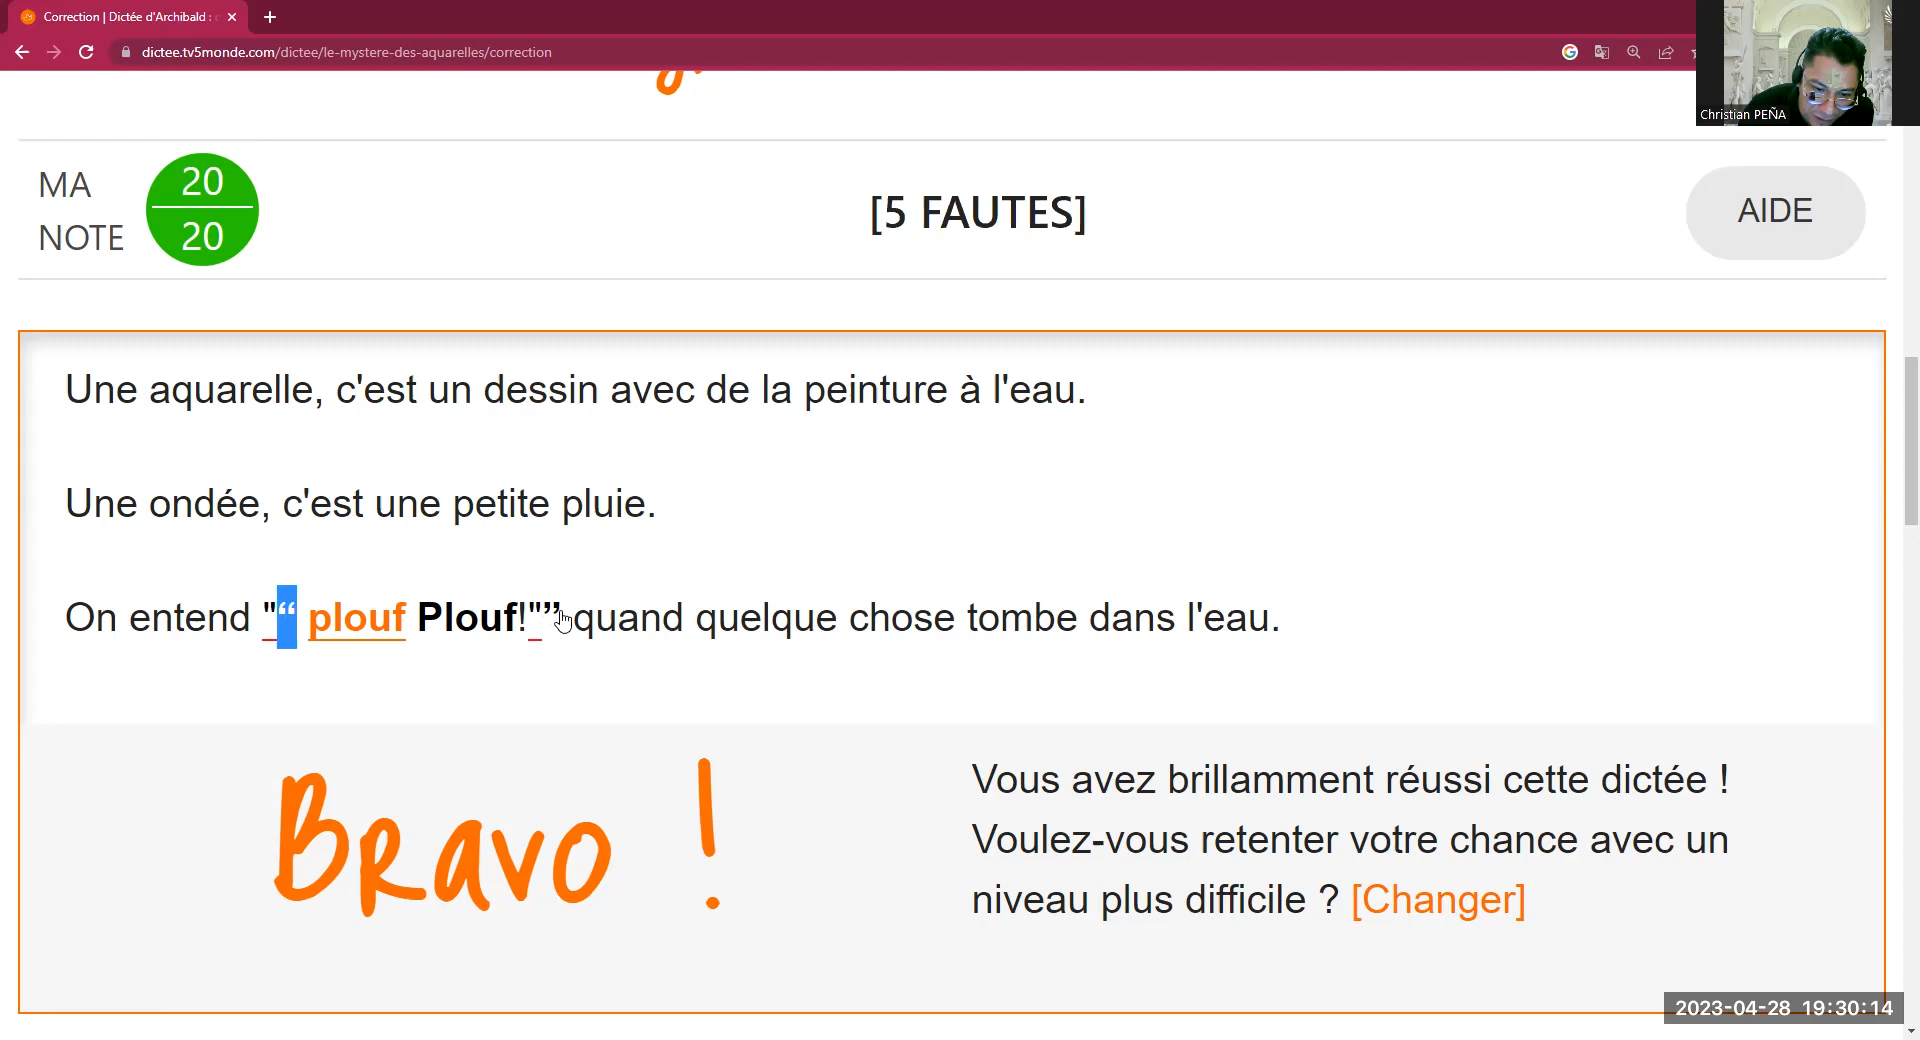 Correction | Dictée d'Archibald :
dictee.tv5monde.com/dictee/le-mystere-des-aquarelles/correction
Christian PEÑA
MA
NOTE
20
20
[5 FAUTES]
AIDE
Une aquarelle, c'est un dessin avec de la peinture à l'eau.
Une ondée, c'est une petite pluie.
On entend "“ plouf Plouf!"” quand quelque chose tombe dans l'eau.
Bravo !
Vous avez brillamment réussi cette dictée !
Voulez-vous retenter votre chance avec un
niveau plus difficile ? [Changer]
2023-04-28 19:30:14